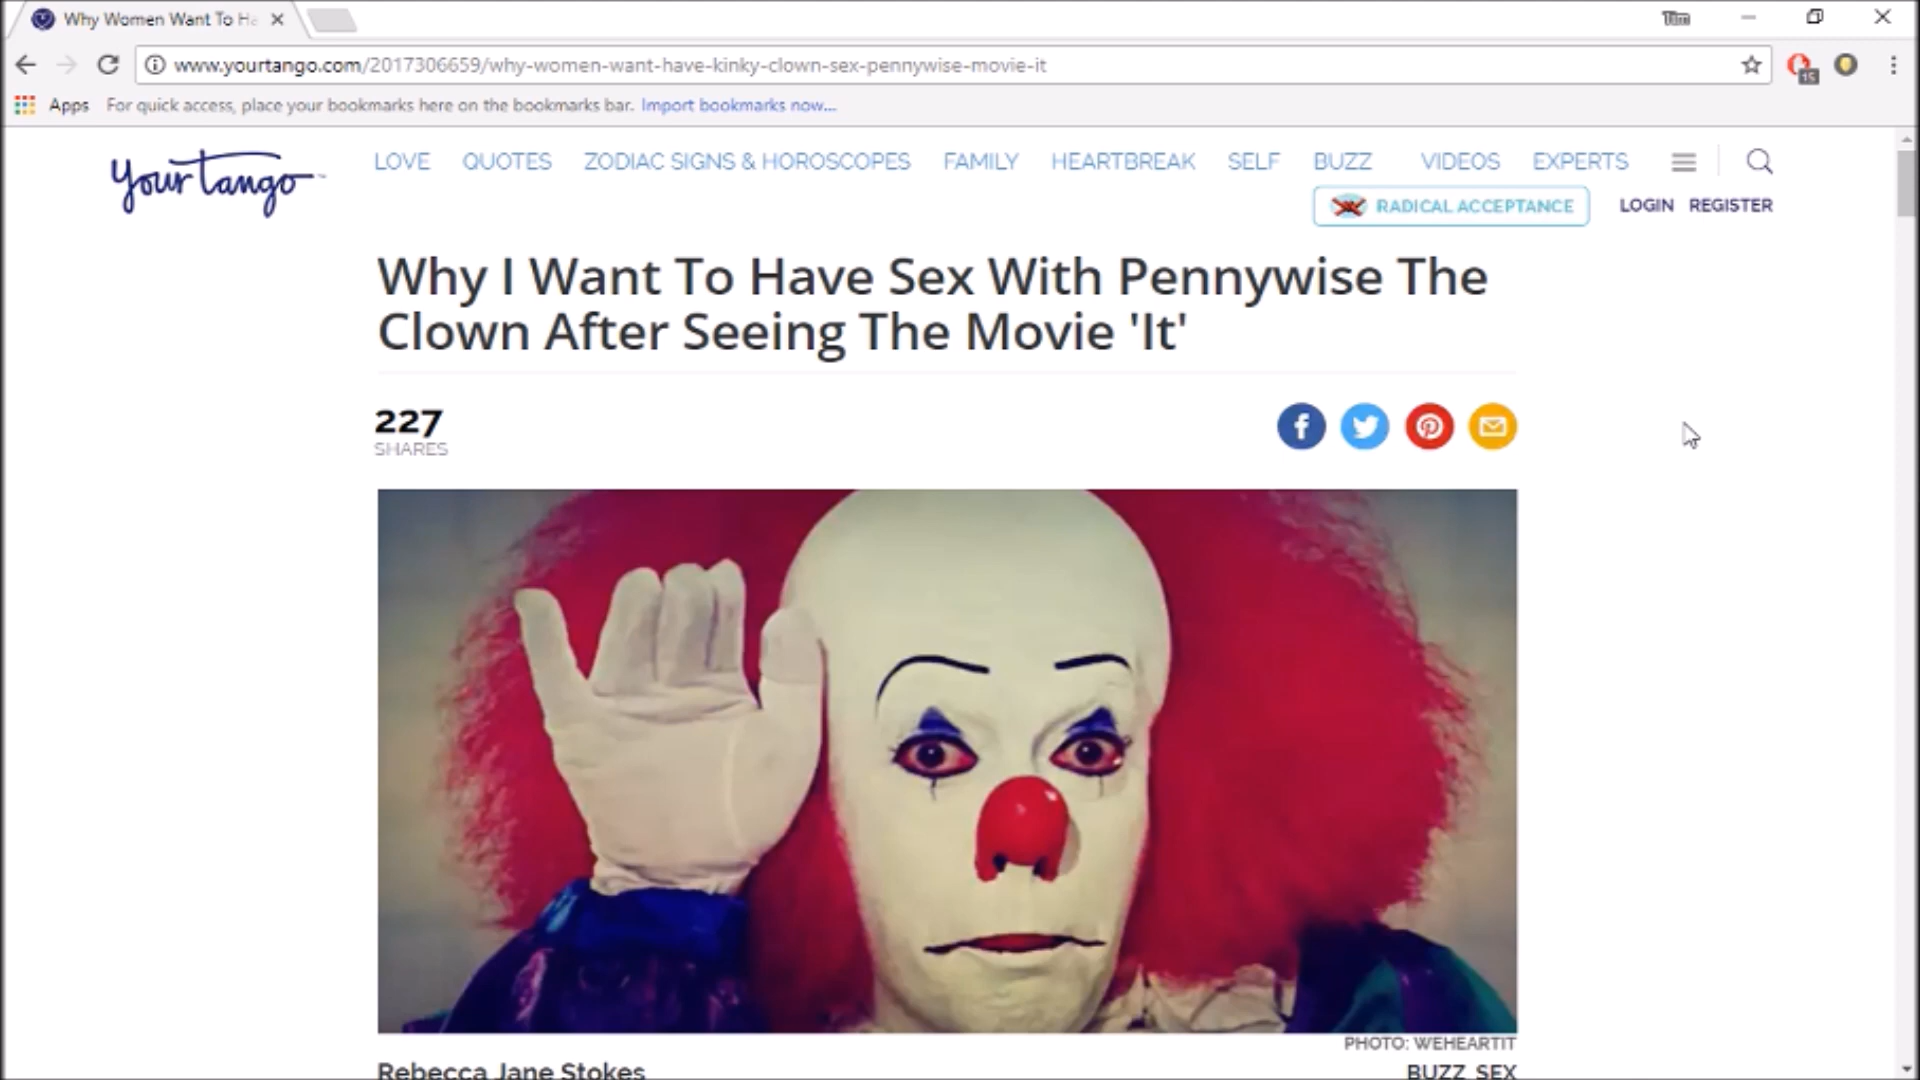 Why Women Want To Ha
Tim
www.yourtango.com/2017306659/why-women-want-have-kinky-clown-sex-pennywise-movie-it
15
Apps For quick access, place your bookmarks here on the bookmarks bar. Import bookmarks now...
YourTango LOVE QUOTES ZODIAC SIGNS & HOROSCOPES FAMILY HEARTBREAK SELF BUZZ VIDEOS EXPERTS
RADICAL ACCEPTANCE LOGIN REGISTER
Why I Want To Have Sex With Pennywise The
Clown After Seeing The Movie 'It'
227
SHARES
PHOTO: WEHEARTIT
Rebecca Jane Stokes BUZZ, SEX